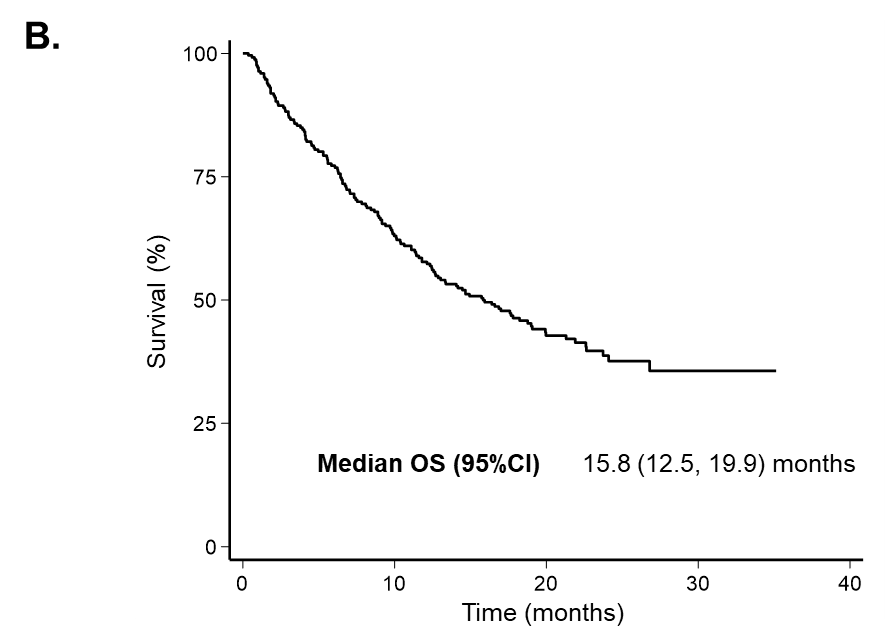 B.
100
75
50
25
0
Survival (%)
Median OS (95%CI) 15.8 (12.5, 19.9) months
0 10 20 30 40
Time (months)